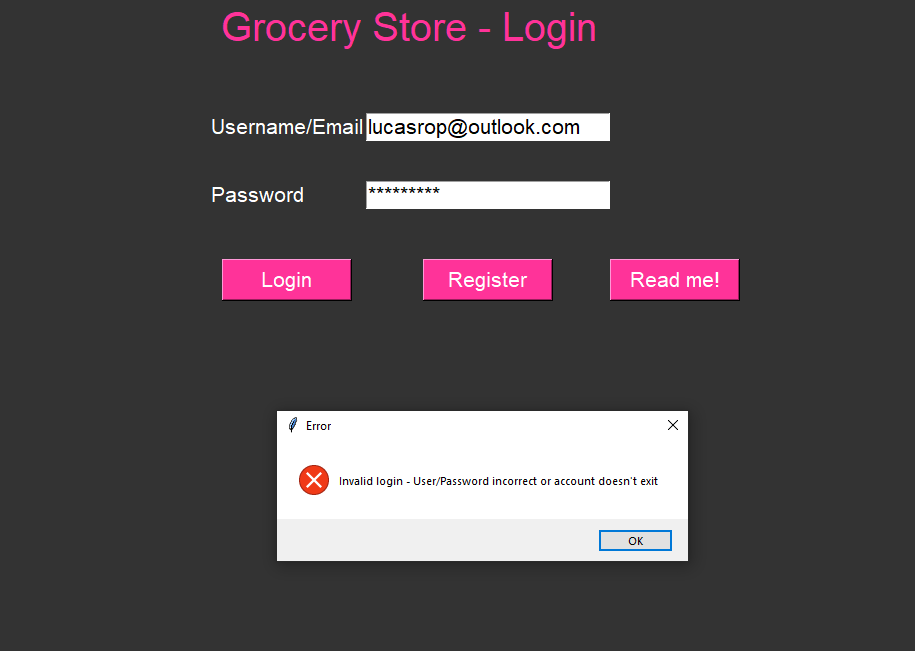 Grocery Store - Login
Username/Email lucasrop@outlook.com
Password *********
Login Register Read me!
Error
Invalid login - User/Password incorrect or account doesn't exit
OK